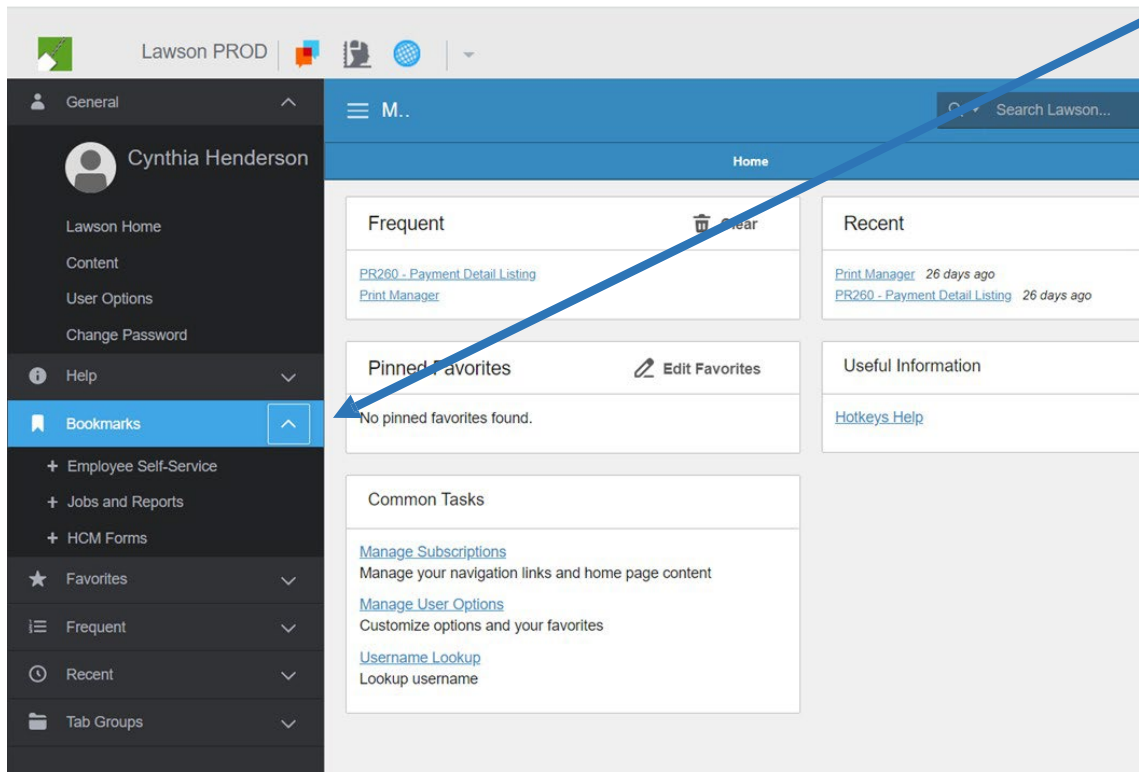 Lawson PROD
General
Cynthia Henderson
Lawson Home
Content
User Options
Change Password
Help
Bookmarks
+ Employee Self-Service
+ Jobs and Reports
+ HCM Forms
Favorites
Frequent
Recent
Tab Groups
M..
Search Lawson...
Home
Frequent
Clear
PR260 - Payment Detail Listing
Print Manager
Recent
Print Manager 26 days ago
PR260 - Payment Detail Listing 26 days ago
Pinned Favorites
Edit Favorites
No pinned favorites found.
Useful Information
Hotkeys Help
Common Tasks
Manage Subscriptions
Manage your navigation links and home page content
Manage User Options
Customize options and your favorites
Username Lookup
Lookup username